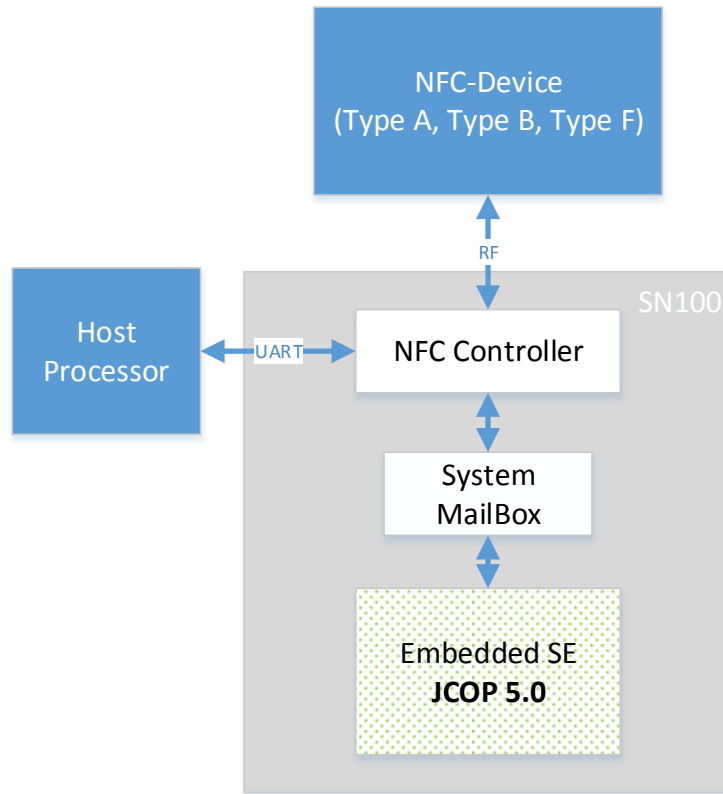 NFC-Device
(Type A, Type B, Type F)
RF
SN100
Host
Processor
UART
NFC Controller
System
MailBox
Embedded SE
JCOP 5.0